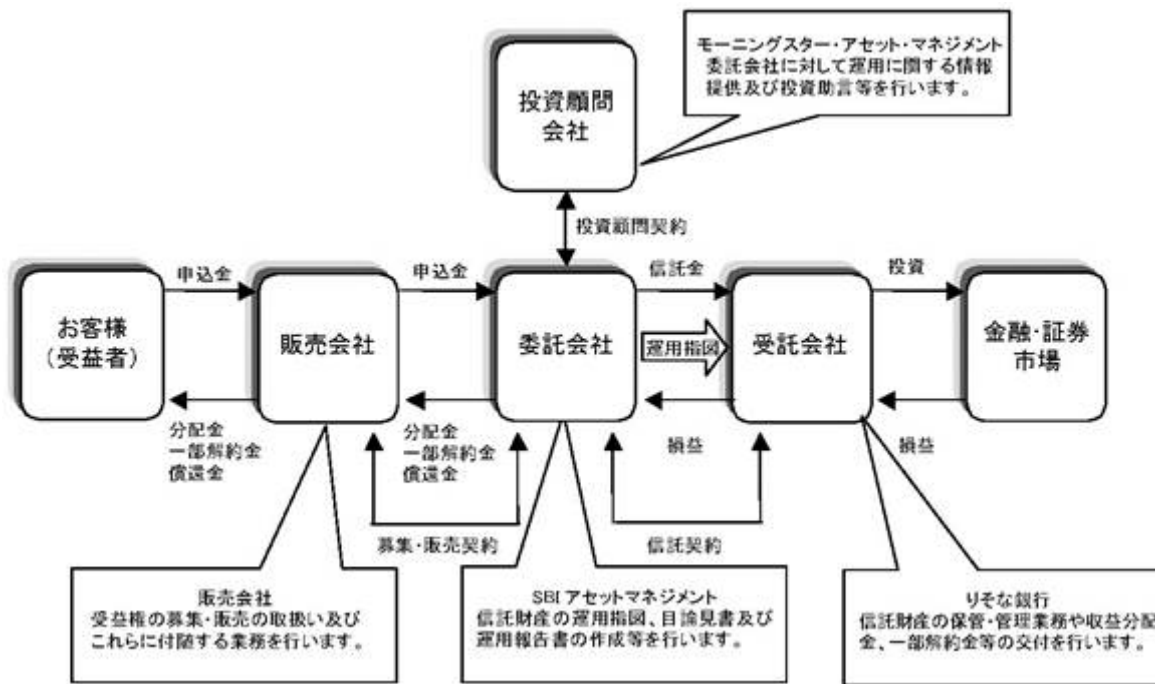 モーニングスター・アセット・マネジメント
委託会社に対して運用に関する情報
提供及び投資助言等を行います。
投資顧問
会社
投資顧問契約
申込金
申込金
信託金
投資
お客様
(受益者)
販売会社
委託会社
運用指図
受託会社
金融・証券
市場
分配金
一部解約金
償還金
分配金
一部解約金
償還金
損益
損益
募集・販売契約
信託契約
販売会社
受益権の募集・販売の取扱い及び
これらに付随する業務を行います。
SBIアセットマネジメント
信託財産の運用指図、目論見書及び
運用報告書の作成等を行います。
りそな銀行
信託財産の保管・管理業務や収益分配
金、一部解約金等の交付を行います。